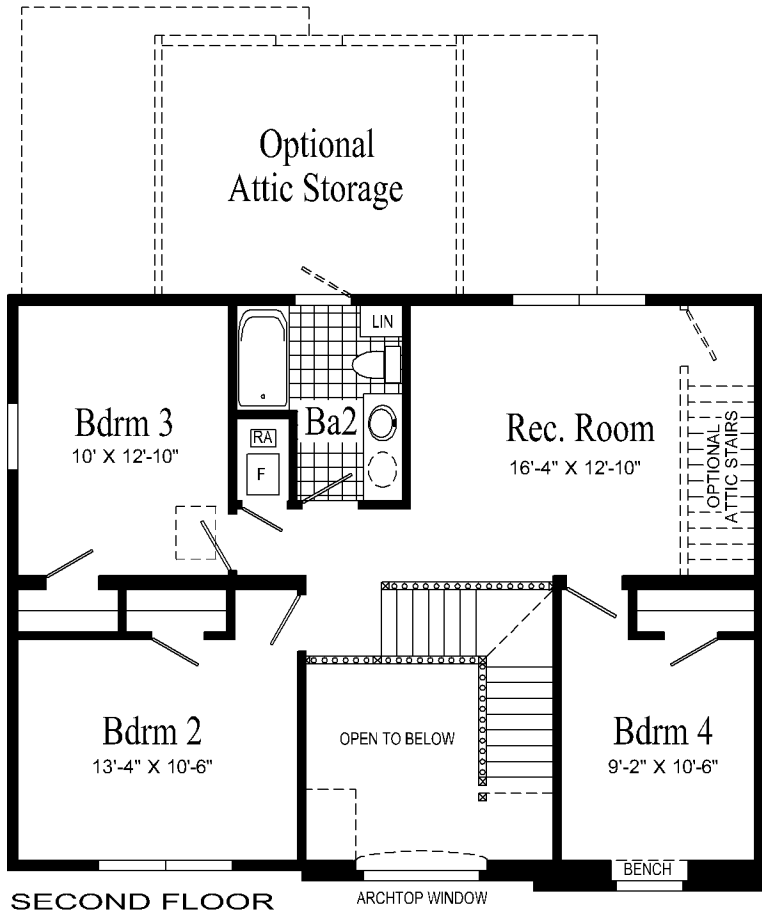 Optional
Attic Storage
LIN
Bdrm 3
10' X 12'-10"
Ba2
RA
F
Rec. Room
16'-4" X 12'-10"
OPTIONAL
ATTIC STAIRS
Bdrm 2
13'-4" X 10'-6"
OPEN TO BELOW
Bdrm 4
9'-2" X 10'-6"
BENCH
SECOND FLOOR
ARCHTOP WINDOW